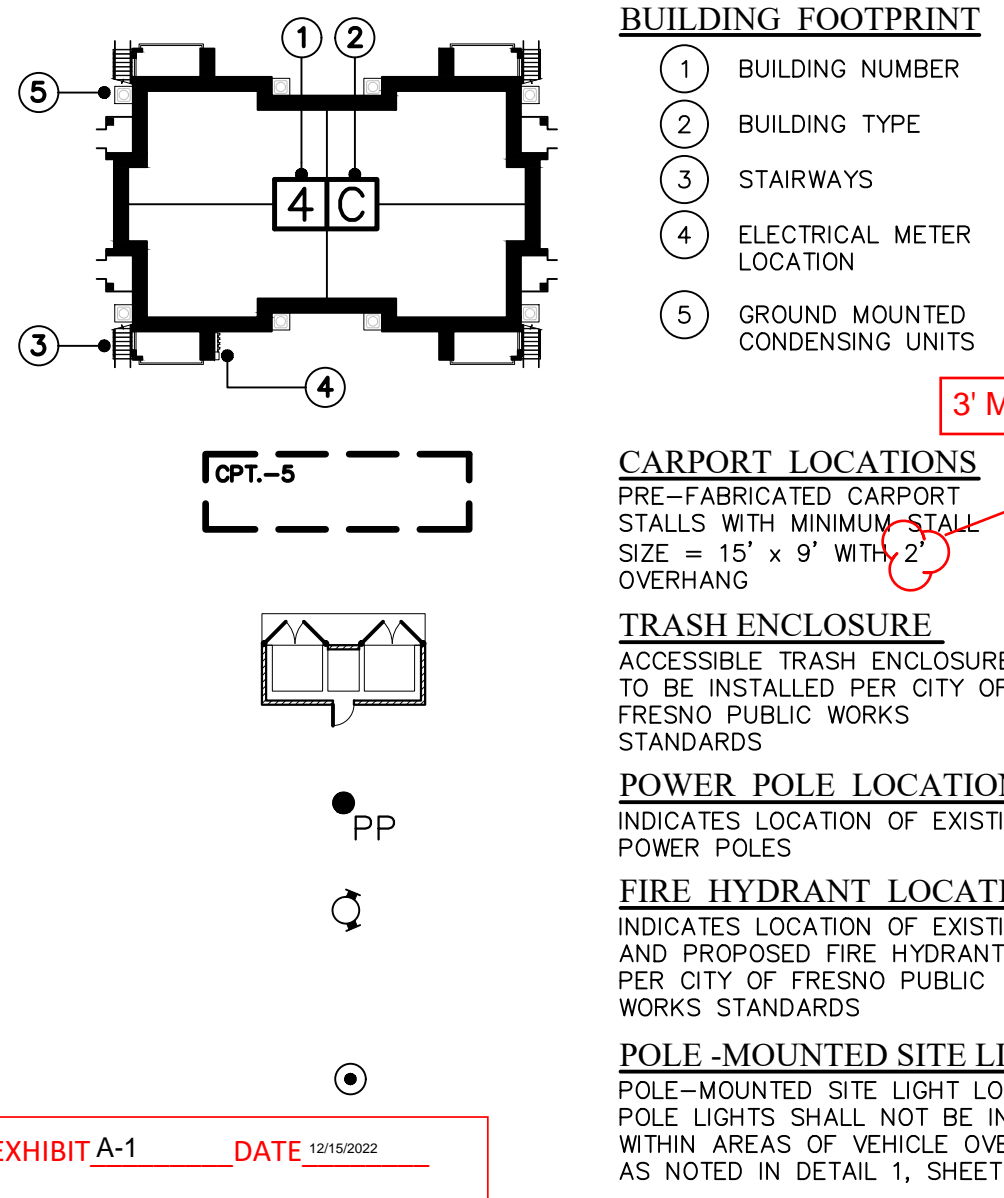 1 2
5
4 C
3
4
CPT.-5
PP
EXHIBIT A-1 DATE 12/15/2022
BUILDING FOOTPRINT
1 BUILDING NUMBER
2 BUILDING TYPE
3 STAIRWAYS
4 ELECTRICAL METER
LOCATION
5 GROUND MOUNTED
CONDENSING UNITS
3' M
CARPORT LOCATIONS
PRE-FABRICATED CARPORT
STALLS WITH MINIMUM STALL
SIZE = 15' x 9' WITH 2'
OVERHANG
TRASH ENCLOSURE
ACCESSIBLE TRASH ENCLOSURE
TO BE INSTALLED PER CITY OF
FRESNO PUBLIC WORKS
STANDARDS
POWER POLE LOCATION
INDICATES LOCATION OF EXISTI
POWER POLES
FIRE HYDRANT LOCATI
INDICATES LOCATION OF EXISTI
AND PROPOSED FIRE HYDRANT
PER CITY OF FRESNO PUBLIC
WORKS STANDARDS
POLE -MOUNTED SITE LI
POLE-MOUNTED SITE LIGHT LO
POLE LIGHTS SHALL NOT BE IN
WITHIN AREAS OF VEHICLE OVE
AS NOTED IN DETAIL 1, SHEET